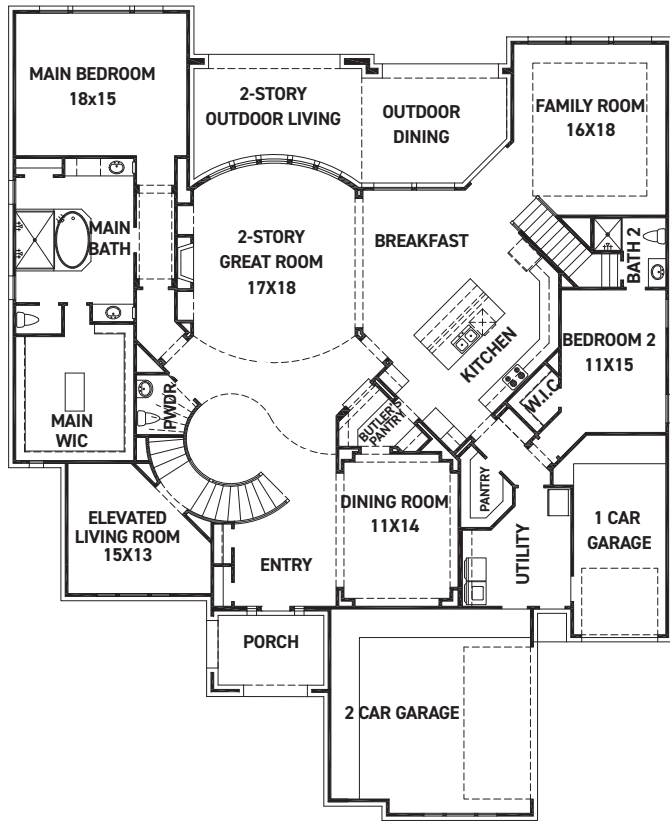 MAIN BEDROOM
18x15
2-STORY
OUTDOOR LIVING
OUTDOOR
DINING
FAMILY ROOM
16X18
MAIN
BATH
2-STORY
GREAT ROOM
17X18
BREAKFAST
BATH 2
KITCHEN
BEDROOM 2
11X15
W.I.C
MAIN
WIC
PWDR.
BUTLER'S
PANTRY
PANTRY
DINING ROOM
11X14
ELEVATED
LIVING ROOM
15X13
ENTRY
UTILITY
1 CAR
GARAGE
PORCH
2 CAR GARAGE